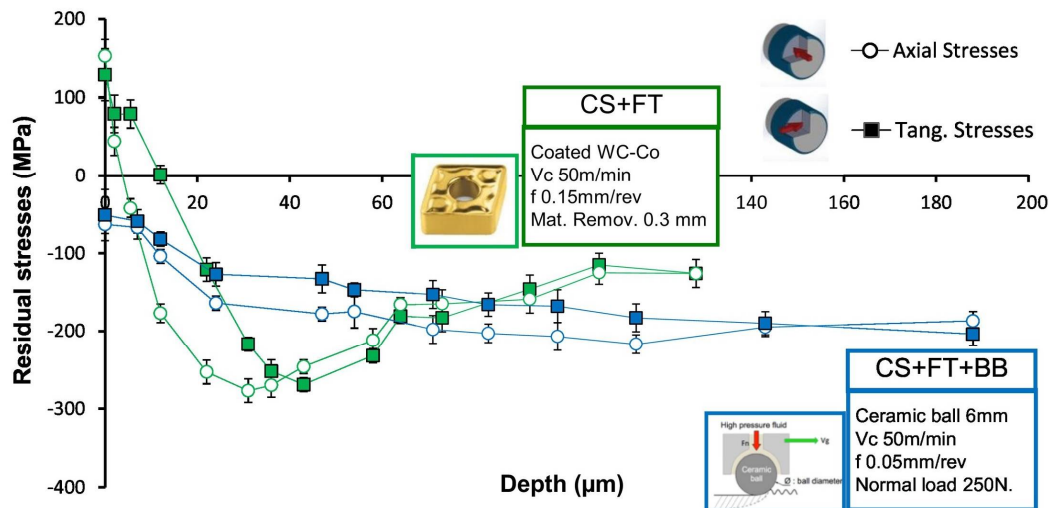 200
100
0
-100
-200
-300
-400
Residual stresses (MPa)
20
40
60
140
160
180
200
Depth (µm)
Axial Stresses
Tang. Stresses
CS+FT
Coated WC-Co
Vc 50m/min
f 0.15mm/rev
Mat. Remov. 0.3 mm
CS+FT+BB
Ceramic ball 6mm
Vc 50m/min
f 0.05mm/rev
Normal load 250N.
High pressure fluid
Fn
Vg
Ceramic
ball
Ø : ball diameter